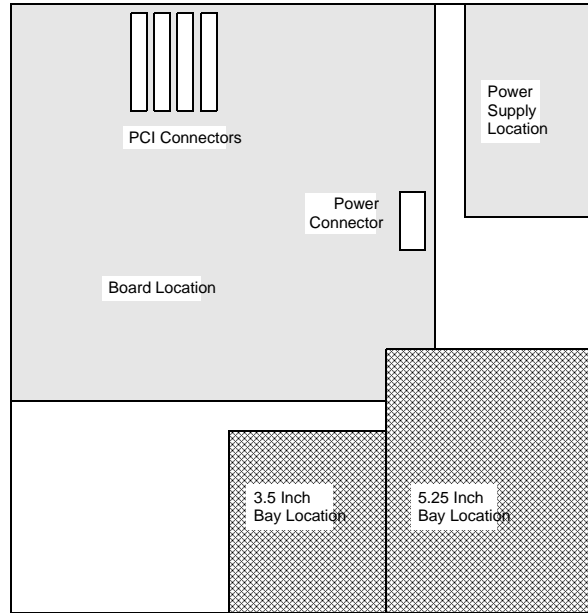 Power
Supply
Location
PCI Connectors
Power
Connector
Board Location
3.5 Inch
Bay Location
5.25 Inch
Bay Location